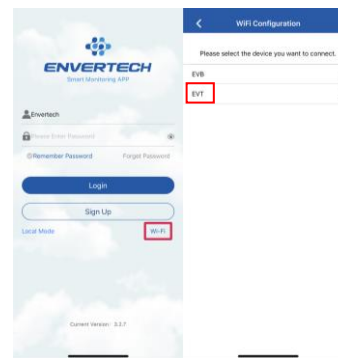 ENVERTECH
Smart Monitoring APP
Envertech
Please Enter Password
Remember Password Forget Password
Login
Sign Up
Local Mode Wi-Fi
Current Version: 3.3.7
WiFi Configuration
Please select the device you want to connect.
EVB
EVT